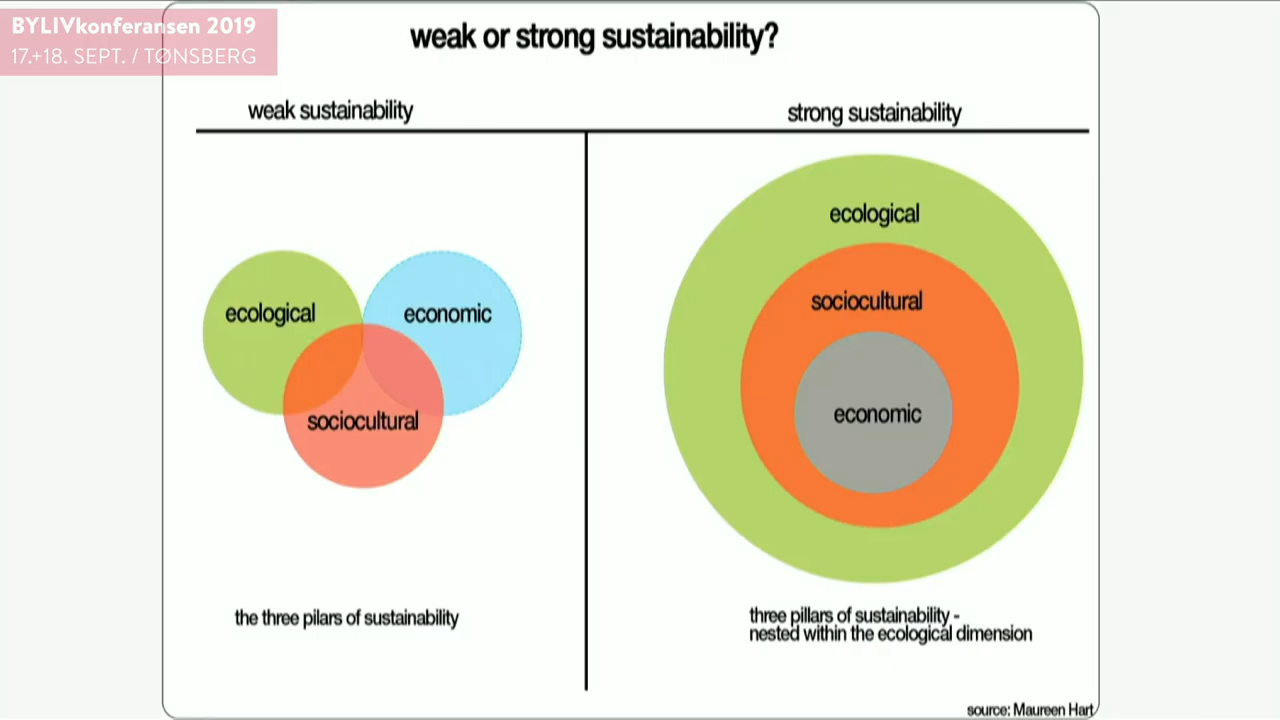 BYLIVkonferansen 2019
17.+18. SEPT. / TØNSBERG
weak or strong sustainability?
weak sustainability
strong sustainability
ecological
economic
sociocultural
ecological
sociocultural
economic
the three pilars of sustainability
three pillars of sustainability -
nested within the ecological dimension
source: Maureen Hart